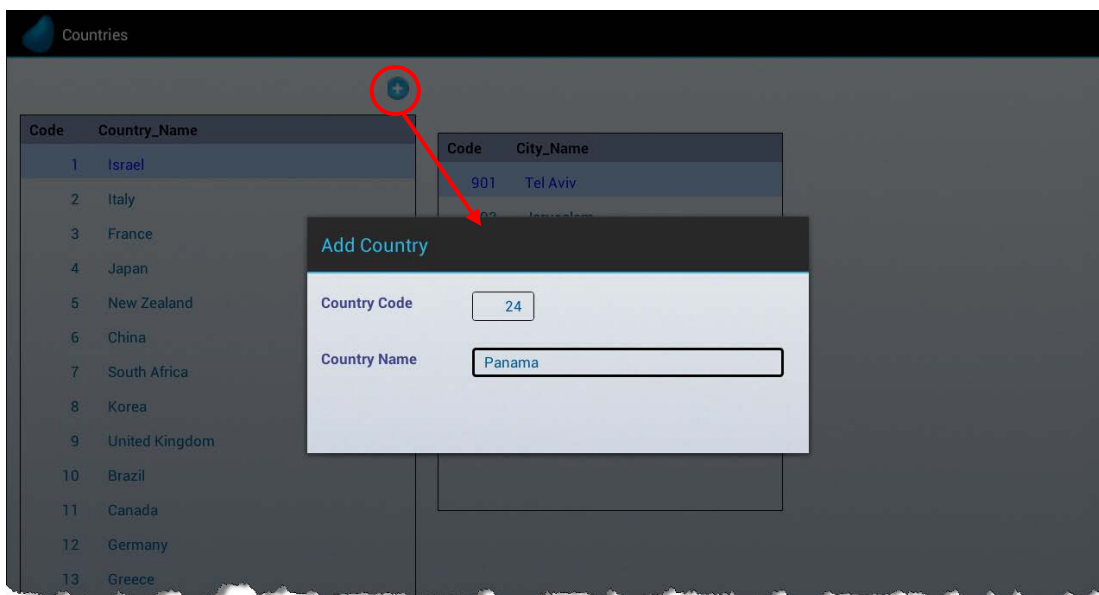 Countries
Code Country_Name
1 Israel
2 Italy
3 France
4 Japan
5 New Zealand
6 China
7 South Africa
8 Korea
9 United Kingdom
10 Brazil
11 Canada
12 Germany
13 Greece
Code City_Name
901 Tel Aviv
Add Country
Country Code 24
Country Name Panama